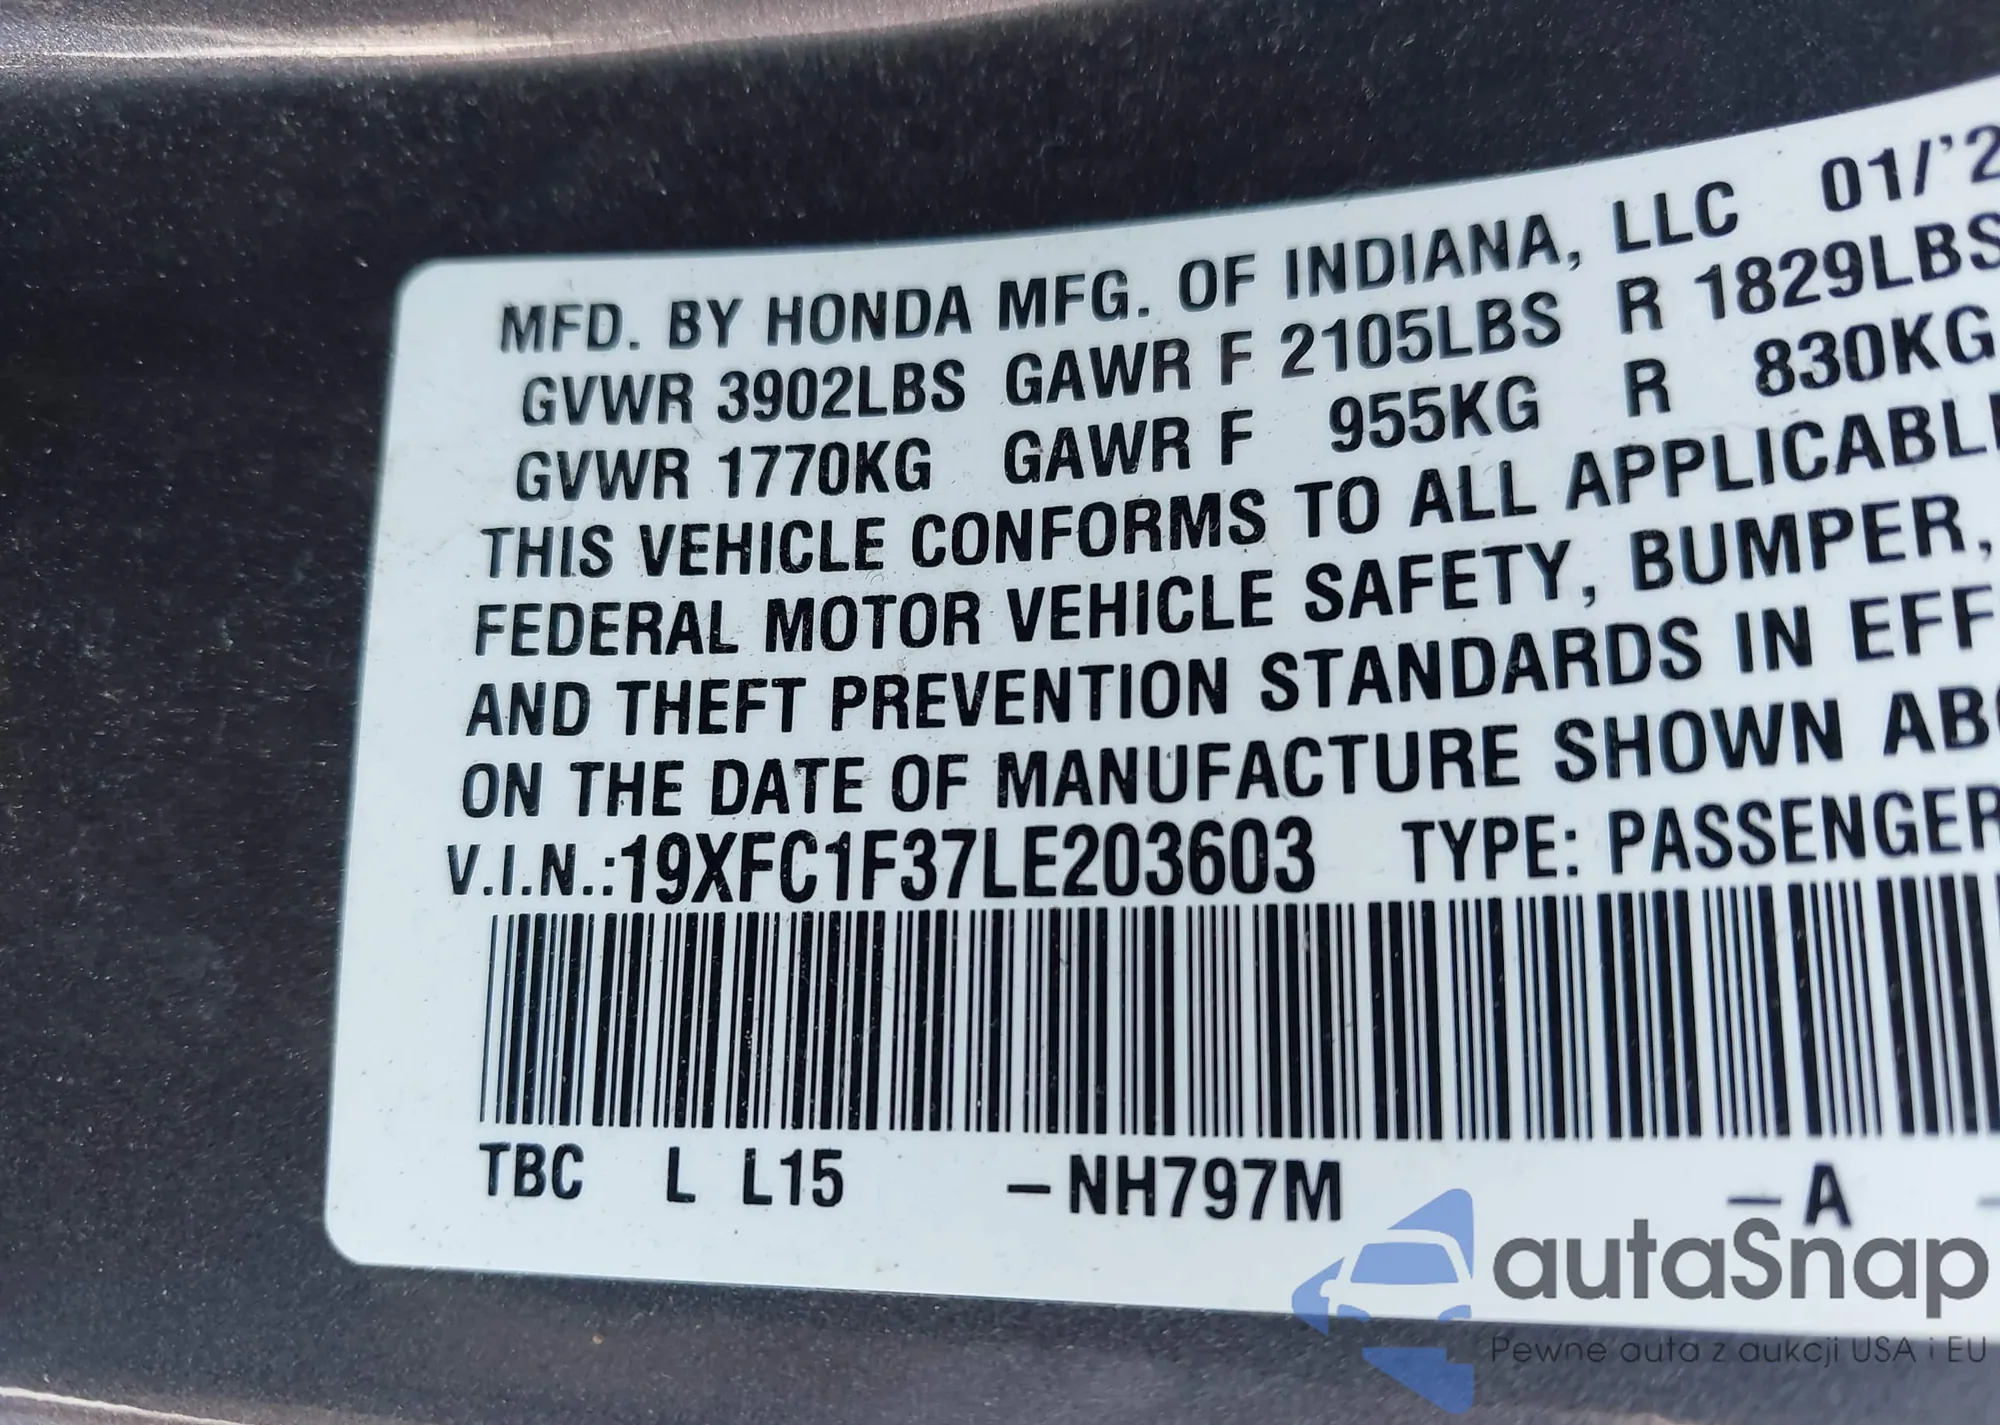 MFD. BY HONDA MFG. OF INDIANA, LLC 01/'2
GVWR 3902LBS GAWR F 2105LBS R 1829LBS
GVWR 1770KG GAWR F 955KG R 830KG
THIS VEHICLE CONFORMS TO ALL APPLICABL
FEDERAL MOTOR VEHICLE SAFETY, BUMPER,
AND THEFT PREVENTION STANDARDS IN EFF
ON THE DATE OF MANUFACTURE SHOWN AB
V.I.N.:19XFC1F37LE203603 TYPE: PASSENGER
TBC L L15 –NH797M –A –
autaSnap
Pewne auta z aukcji USA i EU